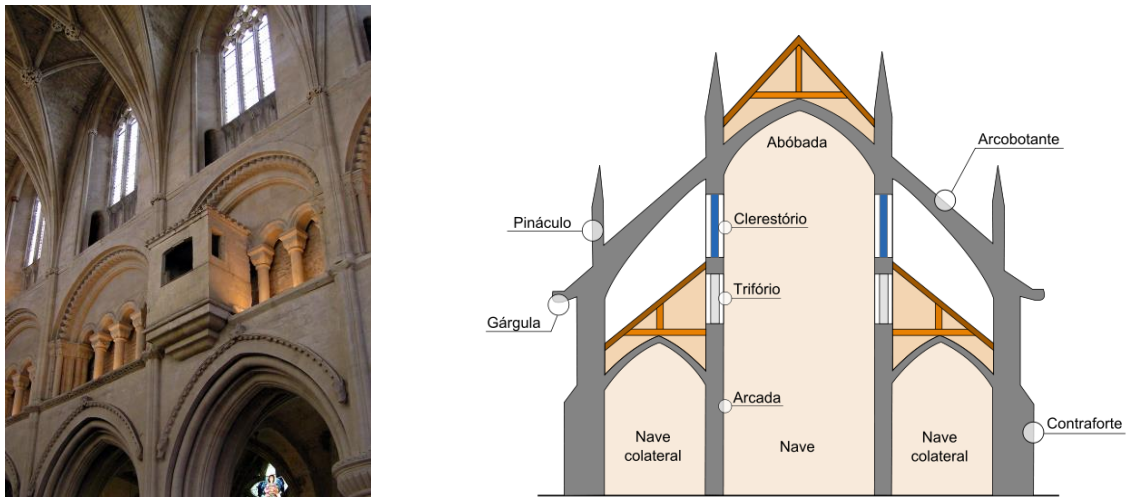 Abóbada
Arcobotante
Pináculo
Clerestório
Trifório
Gárgula
Arcada
Contraforte
Nave
colateral
Nave
Nave
colateral